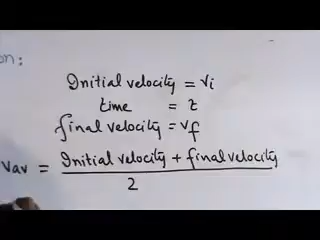 on:
Initial velocity = vi
time = t
final velocity = vf
vav = Initial velocity + final velocity
2